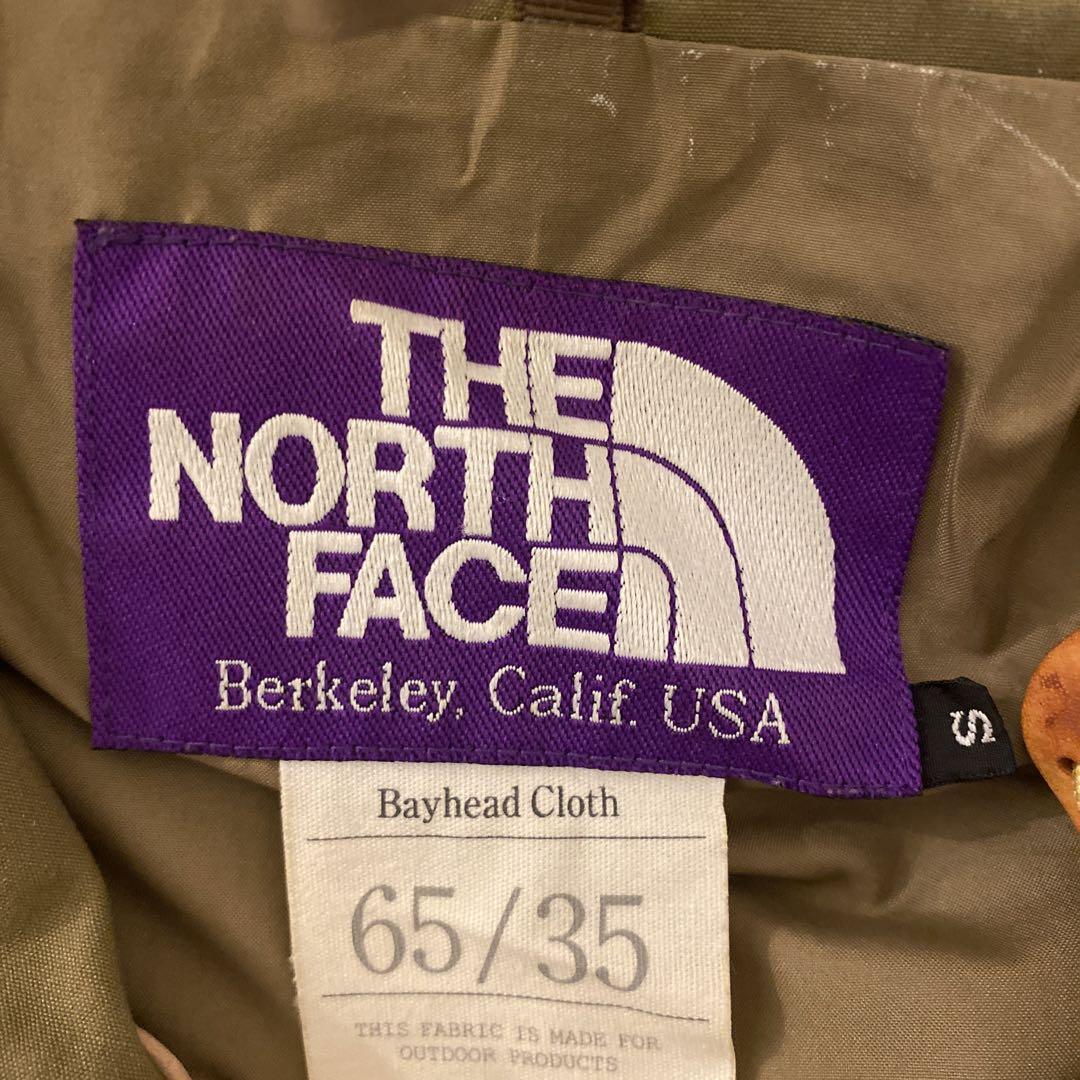 THE
NORTH
FACE
Berkeley, Calif. USA
S
Bayhead Cloth
65/35
THIS FABRIC IS MADE FOR
OUTDOOR PRODUCTS